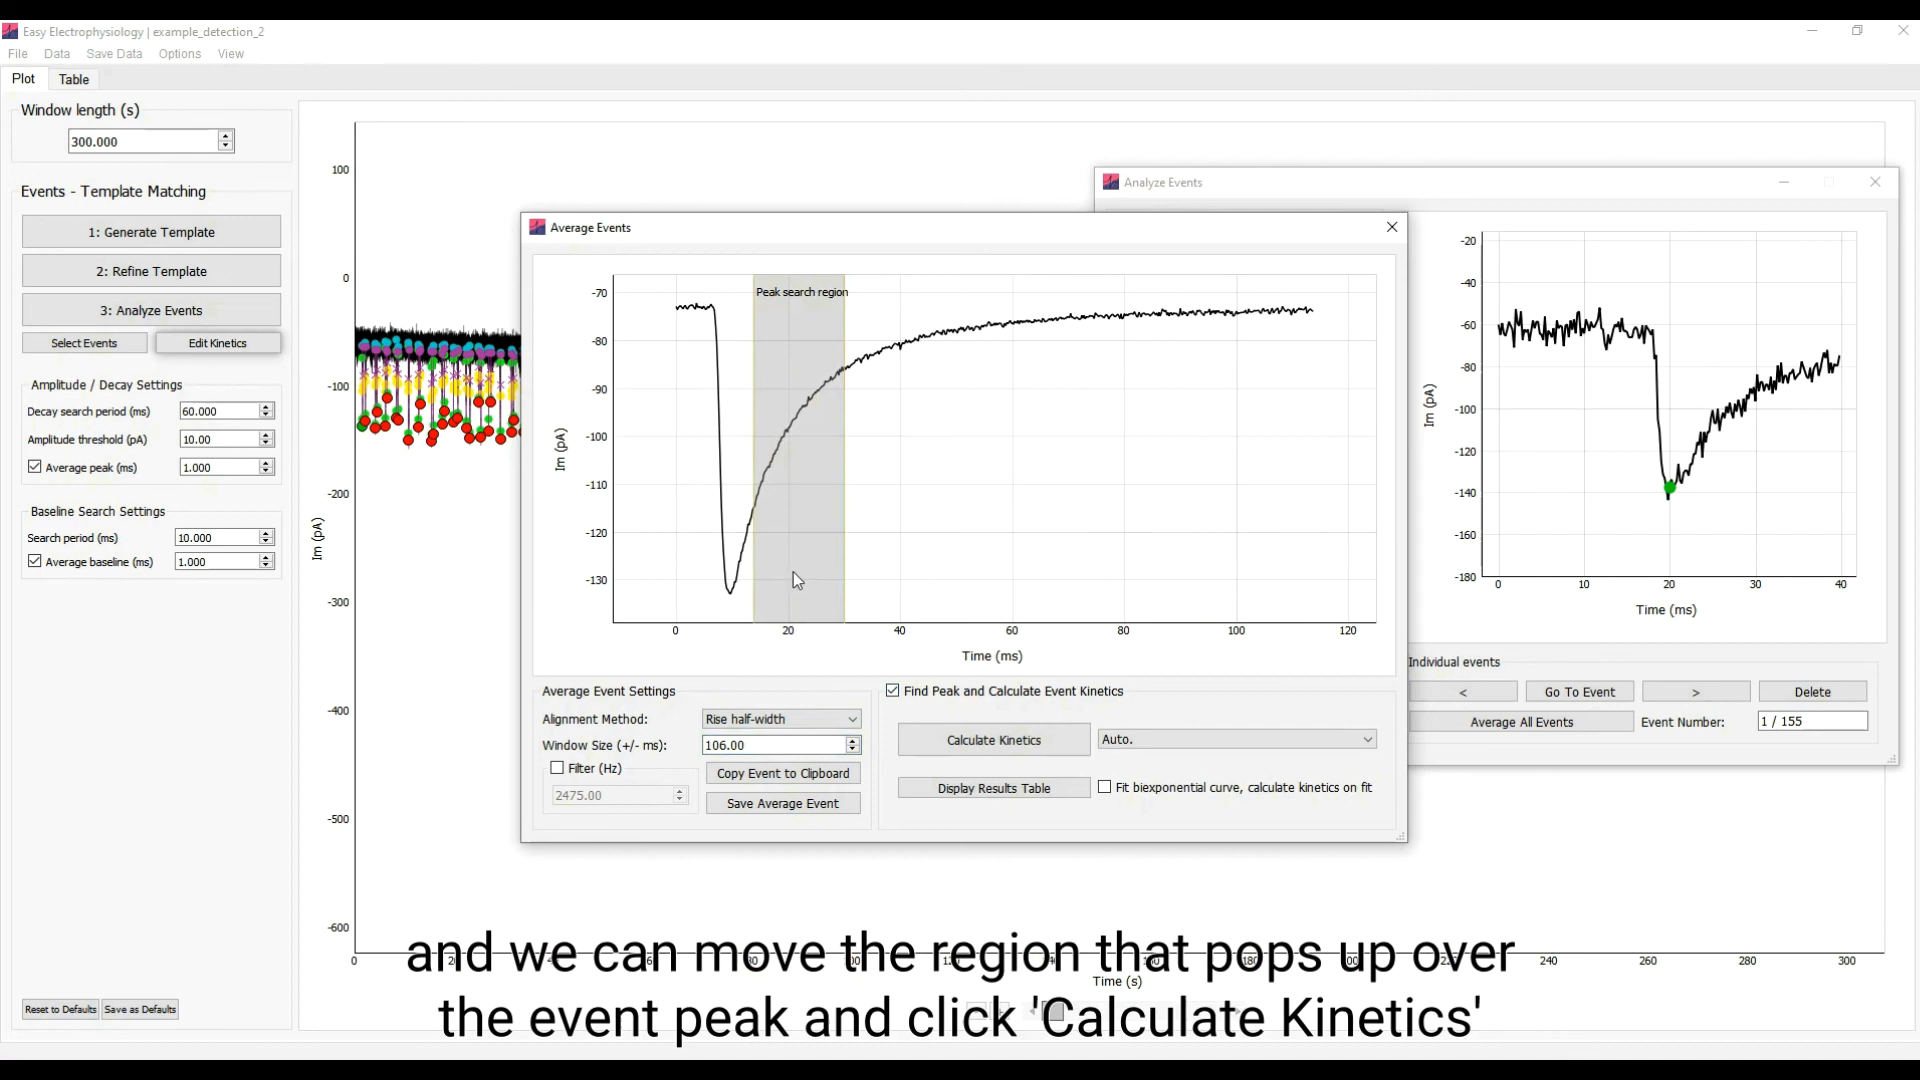 Easy Electrophysiology | example_detection_2
File Data Save Data Options View
Plot Table
Window length (s)
300.000
Events - Template Matching
1: Generate Template
2: Refine Template
3: Analyze Events
Select Events Edit Kinetics
Amplitude / Decay Settings
Decay search period (ms) 60.000
Amplitude threshold (pA) 10.00
Average peak (ms) 1.000
Baseline Search Settings
Search period (ms) 10.000
Average baseline (ms) 1.000
Reset to Defaults Save as Defaults
100
0
-100
-200
-300
-400
-500
-600
Im (pA)
0 240 260 280 300
Time (s)
Average Events
Peak search region
-70
-80
-90
-100
-110
-120
-130
Im (pA)
0 20 40 60 80 100 120
Time (ms)
Average Event Settings
Alignment Method: Rise half-width
Window Size (+/- ms): 106.00
Filter (Hz)
2475.00
Copy Event to Clipboard
Save Average Event
Find Peak and Calculate Event Kinetics
Calculate Kinetics Auto.
Display Results Table Fit biexponential curve, calculate kinetics on fit
Analyze Events
-20
-40
-60
-80
-100
-120
-140
-160
-180
Im (pA)
0 10 20 30 40
Time (ms)
Individual events
< Go To Event > Delete
Average All Events Event Number: 1 / 155
and we can move the region that pops up over
the event peak and click 'Calculate Kinetics'